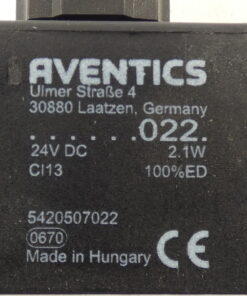 AVENTICS
Ulmer Straße 4
30880 Laatzen, Germany
. . . . . .022.
24V DC 2.1W
CI13 100%ED
5420507022
0670
Made in Hungary CE